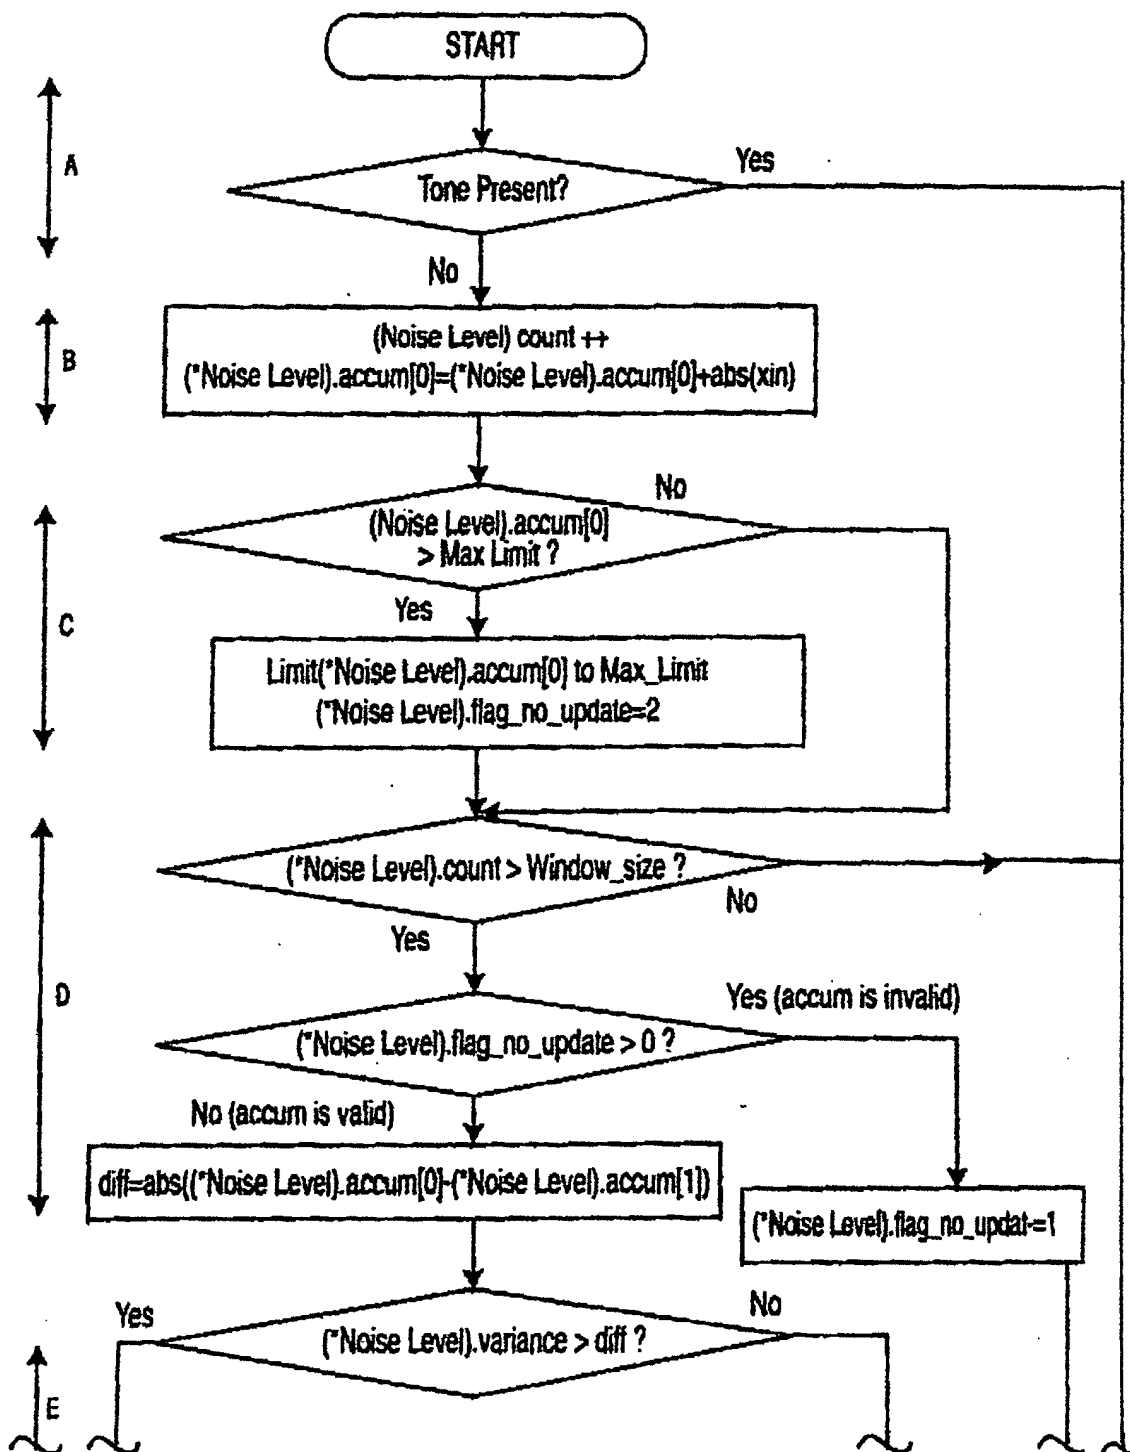 START
A
Tone Present?
Yes
No
B
(Noise Level) count ++
(*Noise Level).accum[0]=(*Noise Level).accum[0]+abs(xin)
No
(Noise Level).accum[0]
> Max Limit ?
C
Yes
Limit(*Noise Level).accum[0] to Max_Limit
(*Noise Level).flag_no_update=2
(*Noise Level).count > Window_size ?
No
Yes
D
Yes (accum is invalid)
(*Noise Level).flag_no_update > 0 ?
No (accum is valid)
diff=abs((*Noise Level).accum[0]-(*Noise Level).accum[1])
(*Noise Level).flag_no_updat-=1
Yes
No
(*Noise Level).variance > diff ?
E